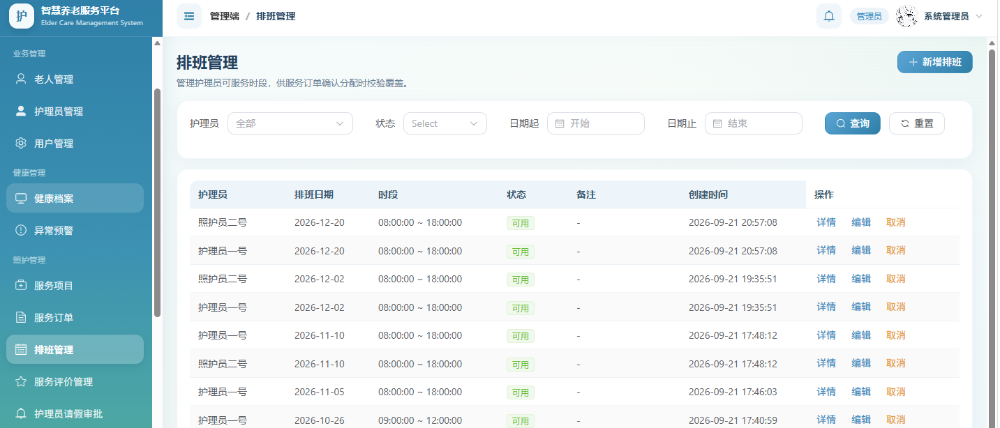 护
智慧养老服务平台
Elder Care Management System
业务管理
老人管理
护理员管理
用户管理
健康管理
健康档案
异常预警
照护管理
服务项目
服务订单
排班管理
服务评价管理
护理员请假审批
管理端 / 排班管理
管理员
系统管理员
排班管理
管理护理员可服务时段，供服务订单确认分配时校验覆盖。
新增排班
护理员 全部 状态 Select 日期起 开始 日期止 结束 查询 重置
护理员 排班日期 时段 状态 备注 创建时间 操作
照护员二号 2026-12-20 08:00:00 ~ 18:00:00 可用 - 2026-09-21 20:57:08 详情 编辑 取消
护理员一号 2026-12-20 08:00:00 ~ 18:00:00 可用 - 2026-09-21 20:57:08 详情 编辑 取消
照护员二号 2026-12-02 08:00:00 ~ 18:00:00 可用 - 2026-09-21 19:35:51 详情 编辑 取消
护理员一号 2026-12-02 08:00:00 ~ 18:00:00 可用 - 2026-09-21 19:35:51 详情 编辑 取消
护理员一号 2026-11-10 08:00:00 ~ 18:00:00 可用 - 2026-09-21 17:48:12 详情 编辑 取消
照护员二号 2026-11-10 08:00:00 ~ 18:00:00 可用 - 2026-09-21 17:48:12 详情 编辑 取消
护理员一号 2026-11-05 08:00:00 ~ 18:00:00 可用 - 2026-09-21 17:46:03 详情 编辑 取消
护理员一号 2026-10-26 09:00:00 ~ 12:00:00 可用 - 2026-09-21 17:40:59 详情 编辑 取消